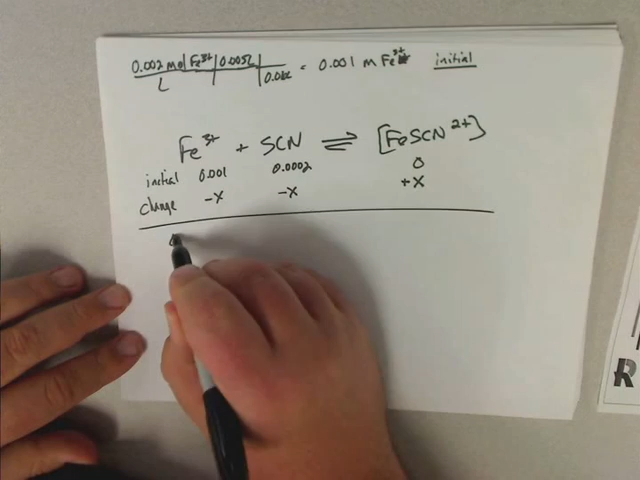 0.002 mol Fe³⁺ | 0.005L | = 0.001 M Fe³⁺ initial
L | 0.01L
Fe³⁺ + SCN ⇌ [FeSCN²⁺]
initial 0.001 0.0002 0
change -X -X +X
R